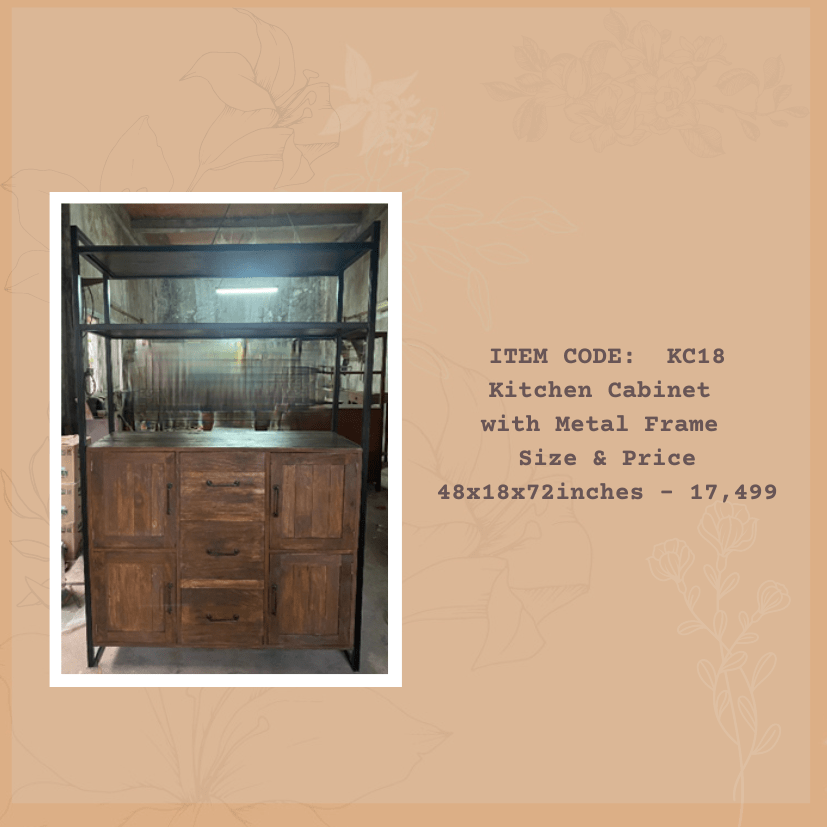 ITEM CODE:  KC18
Kitchen Cabinet
with Metal Frame
Size & Price
48x18x72inches - 17,499